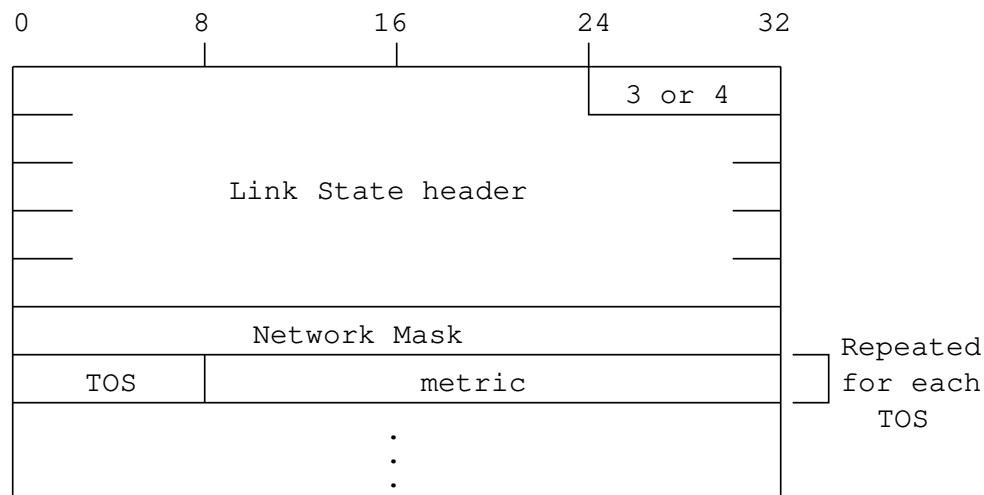 0 8 16 24 32
3 or 4
Link State header
Network Mask
TOS metric
Repeated
for each
TOS
.
.
.